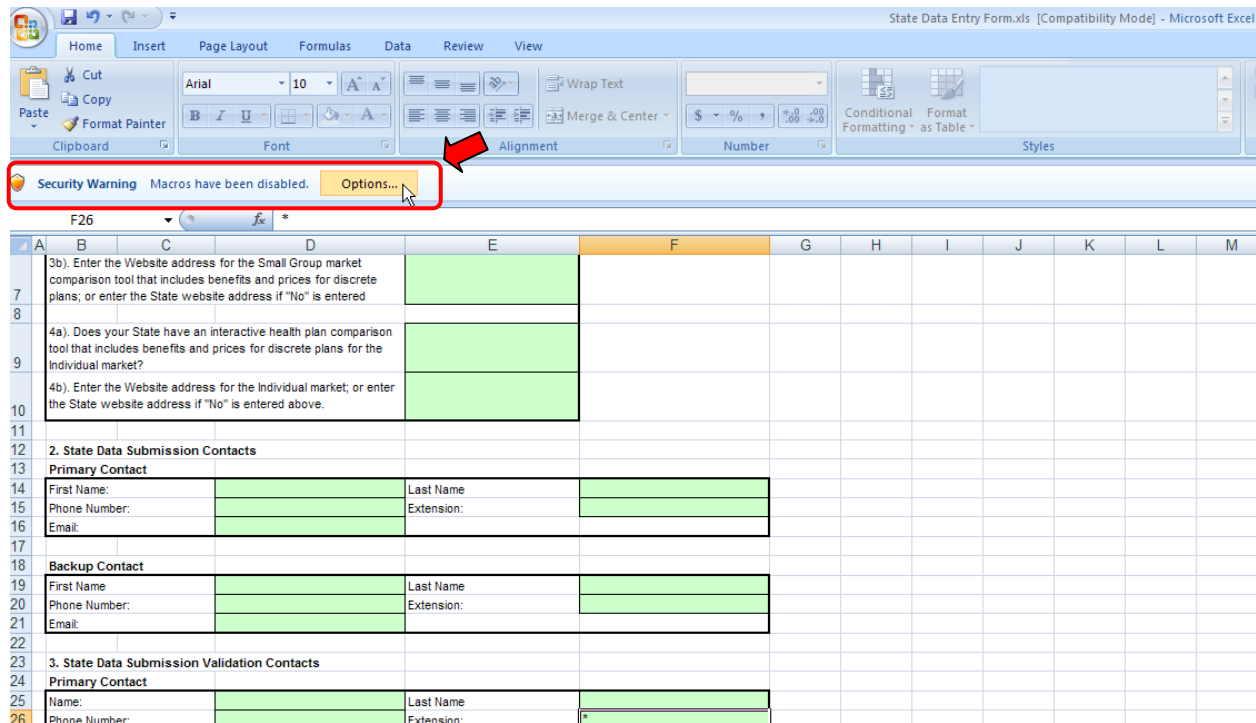 State Data Entry Form.xls [Compatibility Mode] - Microsoft Excel
Home Insert Page Layout Formulas Data Review View
Cut
Copy
Format Painter
Paste
Arial 10 A A
B I U A
Wrap Text
Merge & Center
$ % , .0 .00 .00 .0
Conditional Formatting
Format as Table
Clipboard Font Alignment Number Styles
Security Warning Macros have been disabled. Options...
F26 fx *
A B C D E F G H I J K L M
3b). Enter the Website address for the Small Group market
comparison tool that includes benefits and prices for discrete
7 plans; or enter the State website address if "No" is entered
8
4a). Does your State have an interactive health plan comparison
tool that includes benefits and prices for discrete plans for the
9 Individual market?
4b). Enter the Website address for the Individual market; or enter
10 the State website address if "No" is entered above.
11
12 2. State Data Submission Contacts
13 Primary Contact
14 First Name: Last Name
15 Phone Number: Extension:
16 Email:
17
18 Backup Contact
19 First Name Last Name
20 Phone Number: Extension:
21 Email:
22
23 3. State Data Submission Validation Contacts
24 Primary Contact
25 Name: Last Name
26 Phone Number: Extension: *